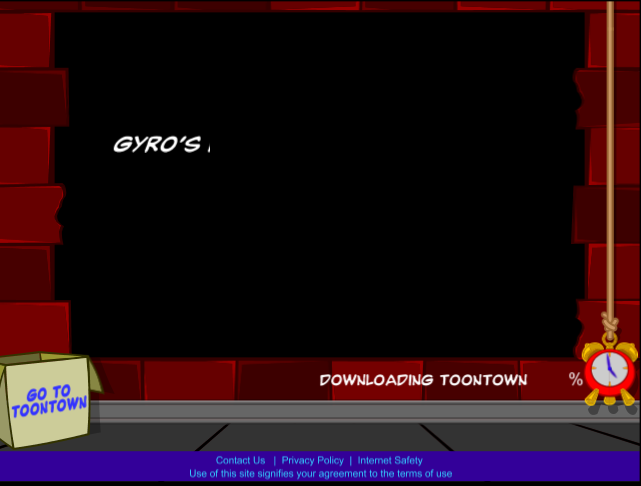 GYRO'S
DOWNLOADING TOONTOWN %
GO TO
TOONTOWN
Contact Us | Privacy Policy | Internet Safety
Use of this site signifies your agreement to the terms of use